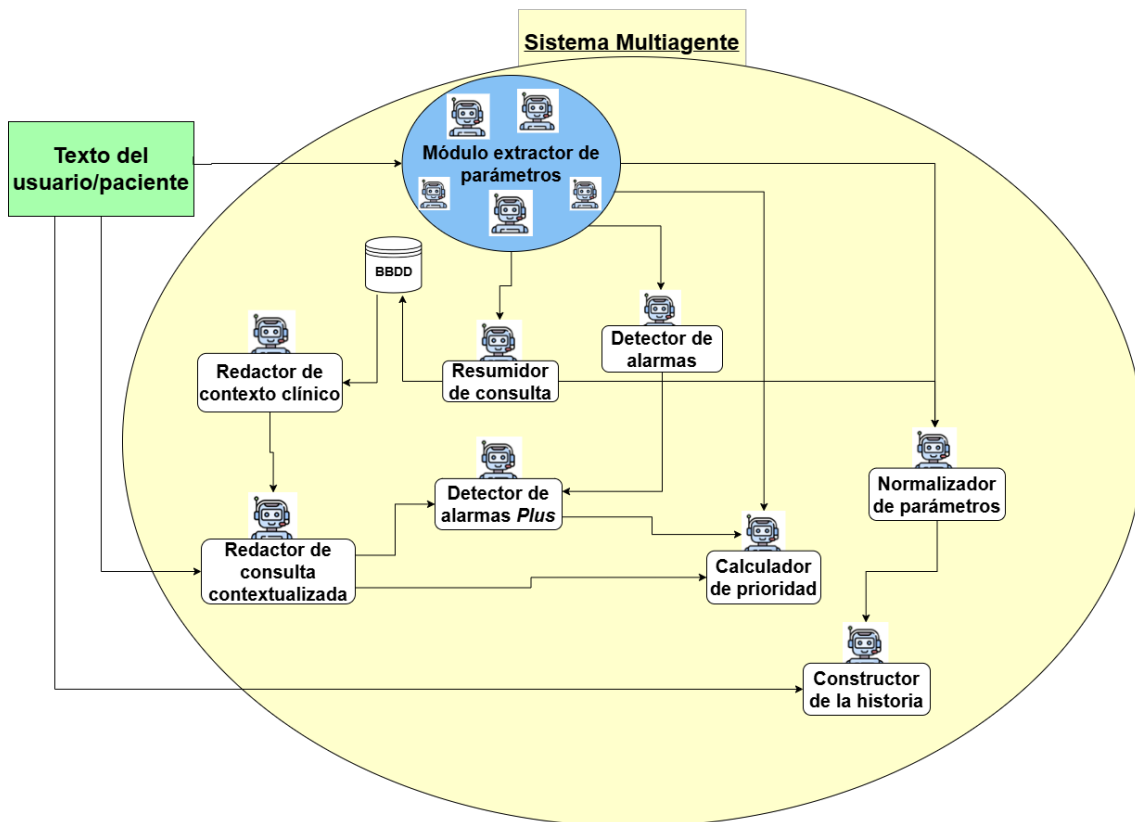 Sistema Multiagente
Texto del
usuario/paciente
Módulo extractor de
parámetros
BBDD
Detector de
alarmas
Redactor de
contexto clínico
Resumidor
de consulta
Normalizador
de parámetros
Detector de
alarmas Plus
Redactor de
consulta
contextualizada
Calculador
de prioridad
Constructor
de la historia